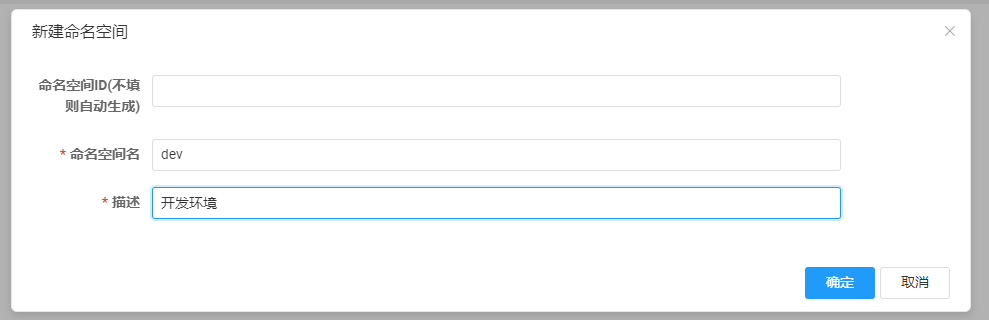 新建命名空间
命名空间ID(不填
则自动生成)
* 命名空间名
dev
* 描述
开发环境
确定
取消